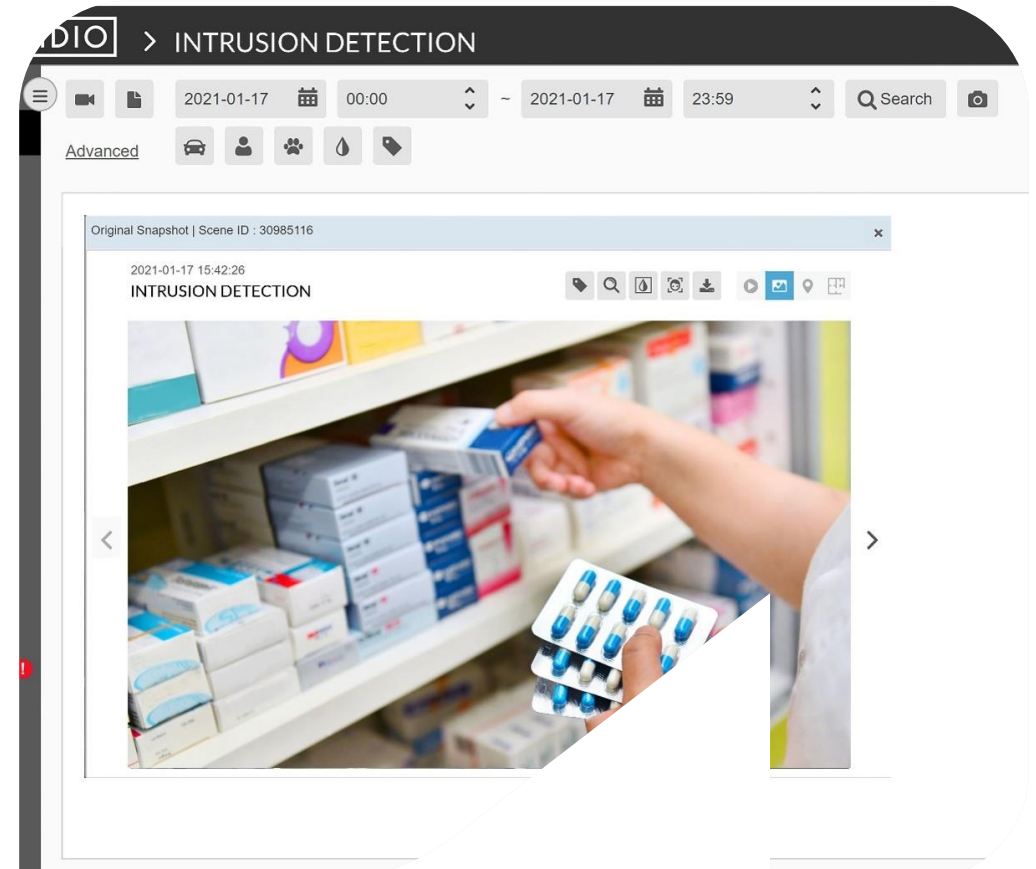 DIO > INTRUSION DETECTION
2021-01-17 00:00 ~ 2021-01-17 23:59 Search
Advanced
Original Snapshot | Scene ID : 30985116 ×
2021-01-17 15:42:26
INTRUSION DETECTION
!